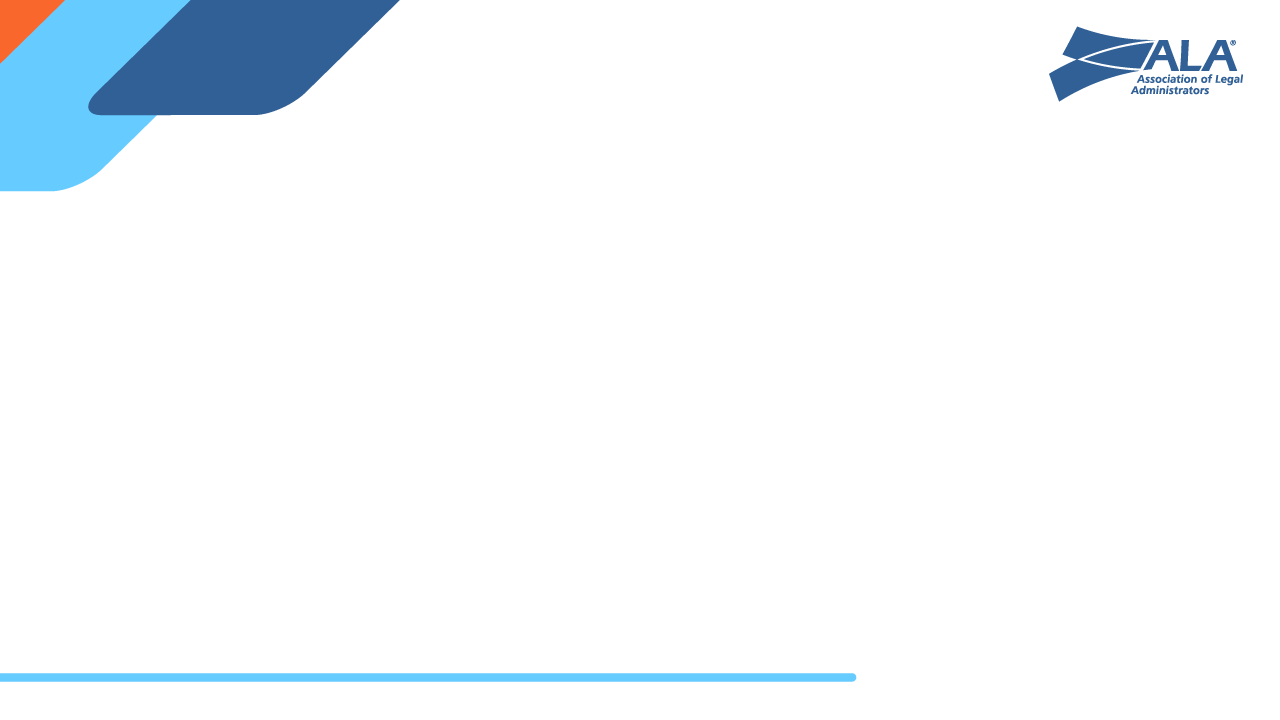 ALA®
Association of Legal
Administrators